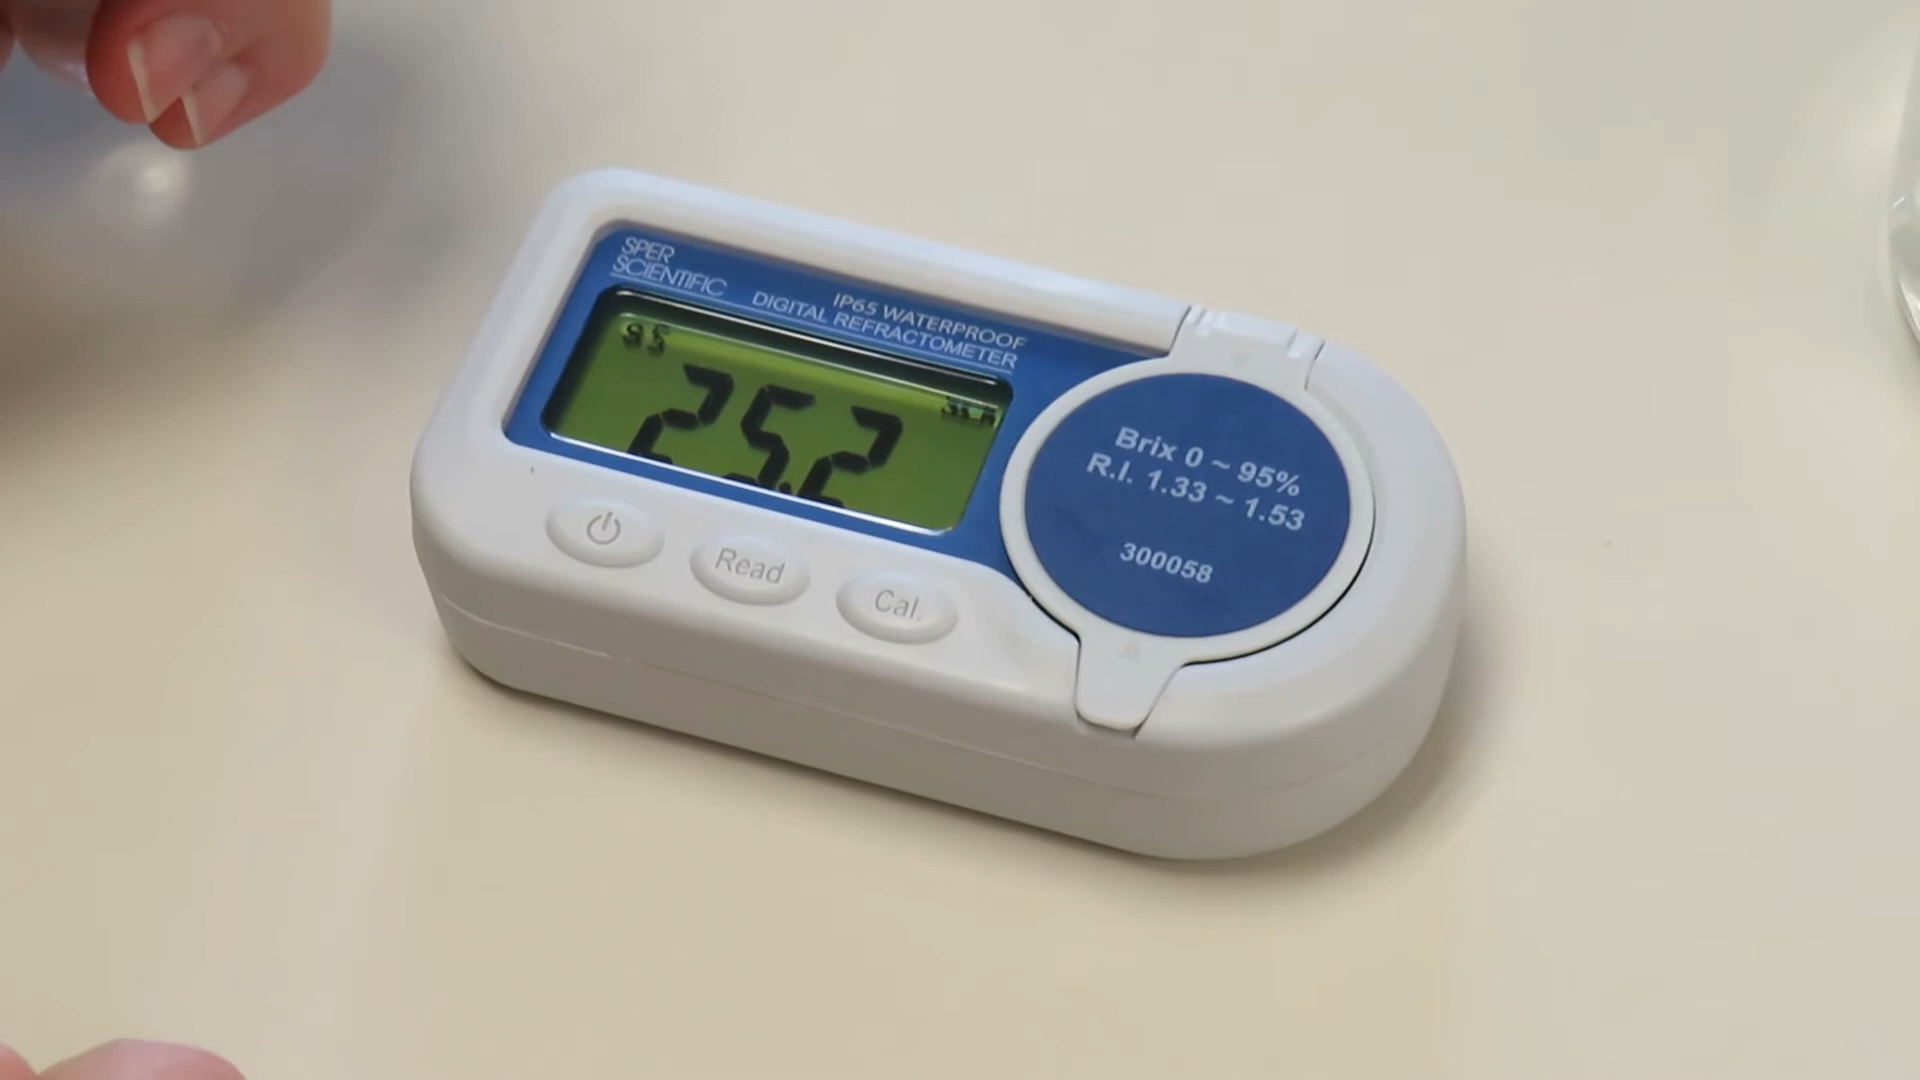 SPER
SCIENTIFIC
IP65 WATERPROOF
DIGITAL REFRACTOMETER
25.2
Brix 0 ~ 95%
R.I. 1.33 ~ 1.53
300058
Read
Cal.